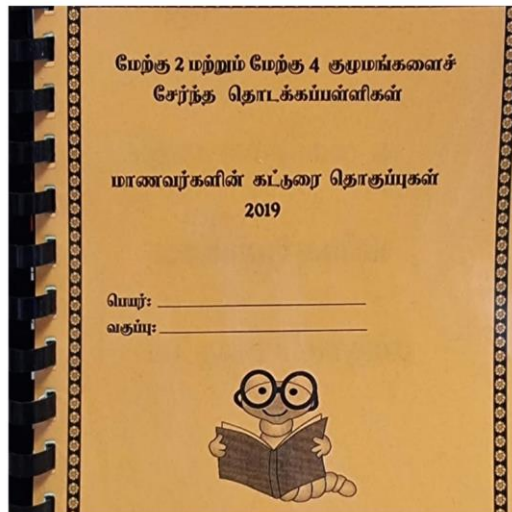 மேற்கு 2 மற்றும் மேற்கு 4 குழுமங்களைச்
சேர்ந்த தொடக்கப்பள்ளிகள்
மாணவர்களின் கட்டுரை தொகுப்புகள்
2019
பெயர்:
வகுப்பு: